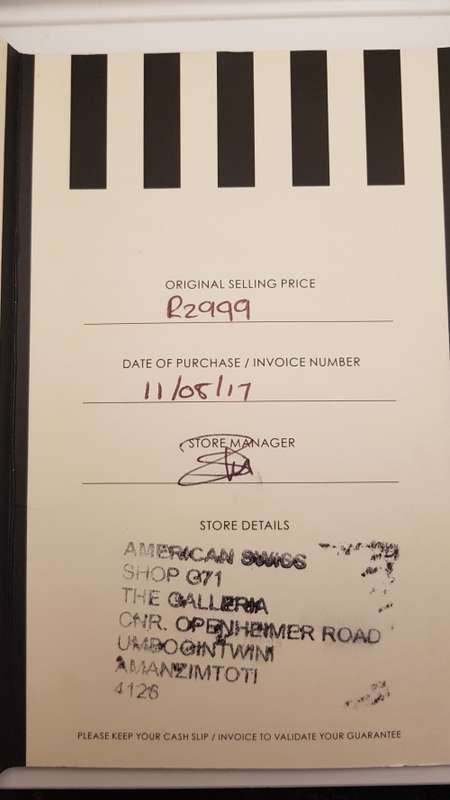 ORIGINAL SELLING PRICE
R2999
DATE OF PURCHASE / INVOICE NUMBER
11/08/17
STORE MANAGER
STORE DETAILS
AMERICAN SWISS
SHOP G71
THE GALLERIA
CNR. OPENHEIMER ROAD
UMBOGINTWINI
AMANZIMTOTI
4126
PLEASE KEEP YOUR CASH SLIP / INVOICE TO VALIDATE YOUR GUARANTEE